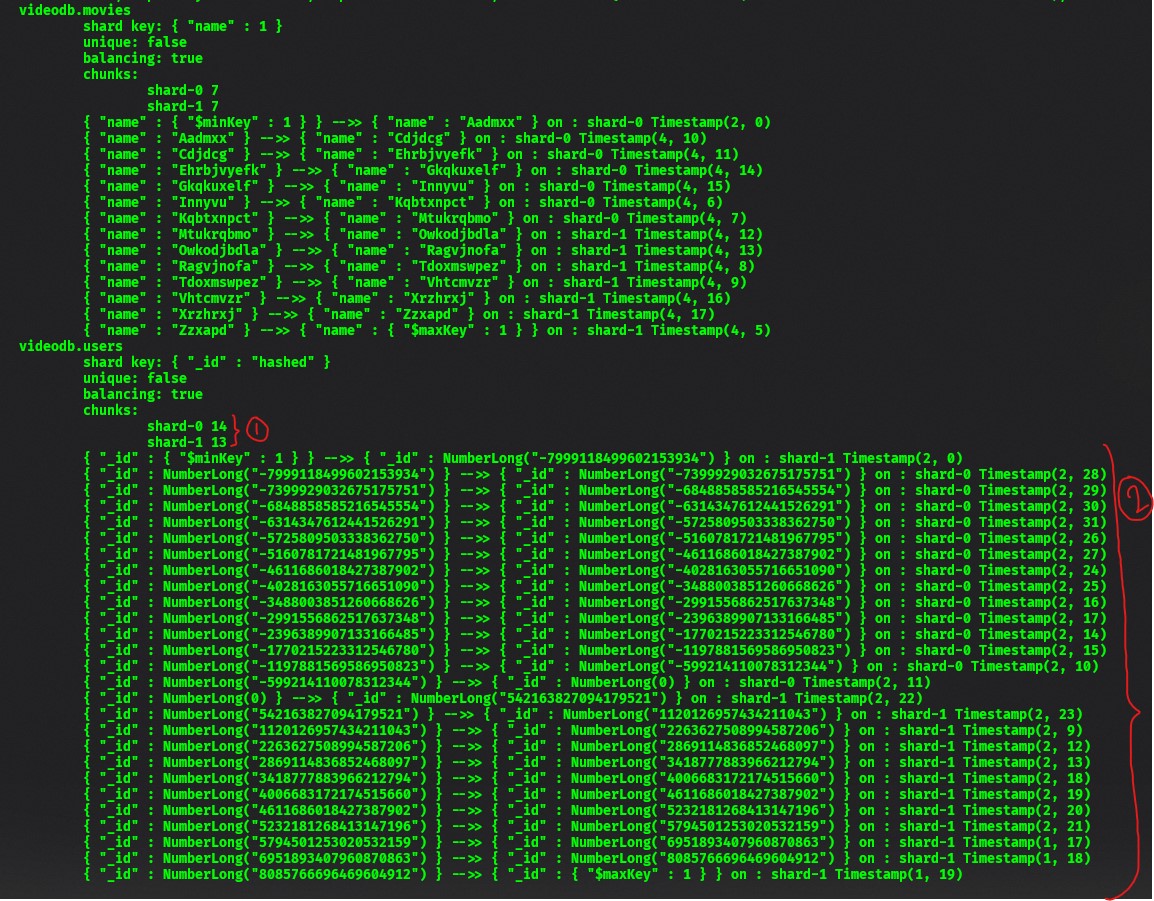 videodb.movies
shard key: { "name" : 1 }
unique: false
balancing: true
chunks:
shard-0 7
shard-1 7
{ "name" : { "$minKey" : 1 } } -->> { "name" : "Aadmxx" } on : shard-0 Timestamp(2, 0)
{ "name" : "Aadmxx" } -->> { "name" : "Cdjdcg" } on : shard-0 Timestamp(4, 10)
{ "name" : "Cdjdcg" } -->> { "name" : "Ehrbjvyefk" } on : shard-0 Timestamp(4, 11)
{ "name" : "Ehrbjvyefk" } -->> { "name" : "Gkqkuxelf" } on : shard-0 Timestamp(4, 14)
{ "name" : "Gkqkuxelf" } -->> { "name" : "Innyvu" } on : shard-0 Timestamp(4, 15)
{ "name" : "Innyvu" } -->> { "name" : "Kqbtxnpct" } on : shard-0 Timestamp(4, 6)
{ "name" : "Kqbtxnpct" } -->> { "name" : "Mtukrqbmo" } on : shard-0 Timestamp(4, 7)
{ "name" : "Mtukrqbmo" } -->> { "name" : "Owkodjbdla" } on : shard-1 Timestamp(4, 12)
{ "name" : "Owkodjbdla" } -->> { "name" : "Ragvjnofa" } on : shard-1 Timestamp(4, 13)
{ "name" : "Ragvjnofa" } -->> { "name" : "Tdoxmswpez" } on : shard-1 Timestamp(4, 8)
{ "name" : "Tdoxmswpez" } -->> { "name" : "Vhtcmvzr" } on : shard-1 Timestamp(4, 9)
{ "name" : "Vhtcmvzr" } -->> { "name" : "Xrzhrxj" } on : shard-1 Timestamp(4, 16)
{ "name" : "Xrzhrxj" } -->> { "name" : "Zzxapd" } on : shard-1 Timestamp(4, 17)
{ "name" : "Zzxapd" } -->> { "name" : { "$maxKey" : 1 } } on : shard-1 Timestamp(4, 5)
videodb.users
shard key: { "_id" : "hashed" }
unique: false
balancing: true
chunks:
shard-0 14
1
shard-1 13
{ "_id" : { "$minKey" : 1 } } -->> { "_id" : NumberLong("-7999118499602153934") } on : shard-1 Timestamp(2, 0)
{ "_id" : NumberLong("-7999118499602153934") } -->> { "_id" : NumberLong("-7399929032675175751") } on : shard-0 Timestamp(2, 28)
{ "_id" : NumberLong("-7399929032675175751") } -->> { "_id" : NumberLong("-6848858585216545554") } on : shard-0 Timestamp(2, 29)
2
{ "_id" : NumberLong("-6848858585216545554") } -->> { "_id" : NumberLong("-6314347612441526291") } on : shard-0 Timestamp(2, 30)
{ "_id" : NumberLong("-6314347612441526291") } -->> { "_id" : NumberLong("-5725809503338362750") } on : shard-0 Timestamp(2, 31)
{ "_id" : NumberLong("-5725809503338362750") } -->> { "_id" : NumberLong("-5160781721481967795") } on : shard-0 Timestamp(2, 26)
{ "_id" : NumberLong("-5160781721481967795") } -->> { "_id" : NumberLong("-4611686018427387902") } on : shard-0 Timestamp(2, 27)
{ "_id" : NumberLong("-4611686018427387902") } -->> { "_id" : NumberLong("-4028163055716651090") } on : shard-0 Timestamp(2, 24)
{ "_id" : NumberLong("-4028163055716651090") } -->> { "_id" : NumberLong("-3488003851260668626") } on : shard-0 Timestamp(2, 25)
{ "_id" : NumberLong("-3488003851260668626") } -->> { "_id" : NumberLong("-2991556862517637348") } on : shard-0 Timestamp(2, 16)
{ "_id" : NumberLong("-2991556862517637348") } -->> { "_id" : NumberLong("-2396389907133166485") } on : shard-0 Timestamp(2, 17)
{ "_id" : NumberLong("-2396389907133166485") } -->> { "_id" : NumberLong("-1770215223312546780") } on : shard-0 Timestamp(2, 14)
{ "_id" : NumberLong("-1770215223312546780") } -->> { "_id" : NumberLong("-1197881569586950823") } on : shard-0 Timestamp(2, 15)
{ "_id" : NumberLong("-1197881569586950823") } -->> { "_id" : NumberLong("-599214110078312344") } on : shard-0 Timestamp(2, 10)
{ "_id" : NumberLong("-599214110078312344") } -->> { "_id" : NumberLong(0) } on : shard-0 Timestamp(2, 11)
{ "_id" : NumberLong(0) } -->> { "_id" : NumberLong("542163827094179521") } on : shard-1 Timestamp(2, 22)
{ "_id" : NumberLong("542163827094179521") } -->> { "_id" : NumberLong("1120126957434211043") } on : shard-1 Timestamp(2, 23)
{ "_id" : NumberLong("1120126957434211043") } -->> { "_id" : NumberLong("2263627508994587206") } on : shard-1 Timestamp(2, 9)
{ "_id" : NumberLong("2263627508994587206") } -->> { "_id" : NumberLong("2869114836852468097") } on : shard-1 Timestamp(2, 12)
{ "_id" : NumberLong("2869114836852468097") } -->> { "_id" : NumberLong("3418777883966212794") } on : shard-1 Timestamp(2, 13)
{ "_id" : NumberLong("3418777883966212794") } -->> { "_id" : NumberLong("4006683172174515660") } on : shard-1 Timestamp(2, 18)
{ "_id" : NumberLong("4006683172174515660") } -->> { "_id" : NumberLong("4611686018427387902") } on : shard-1 Timestamp(2, 19)
{ "_id" : NumberLong("4611686018427387902") } -->> { "_id" : NumberLong("5232181268413147196") } on : shard-1 Timestamp(2, 20)
{ "_id" : NumberLong("5232181268413147196") } -->> { "_id" : NumberLong("5794501253020532159") } on : shard-1 Timestamp(2, 21)
{ "_id" : NumberLong("5794501253020532159") } -->> { "_id" : NumberLong("6951893407960870863") } on : shard-1 Timestamp(1, 17)
{ "_id" : NumberLong("6951893407960870863") } -->> { "_id" : NumberLong("8085766696469604912") } on : shard-1 Timestamp(1, 18)
{ "_id" : NumberLong("8085766696469604912") } -->> { "_id" : { "$maxKey" : 1 } } on : shard-1 Timestamp(1, 19)